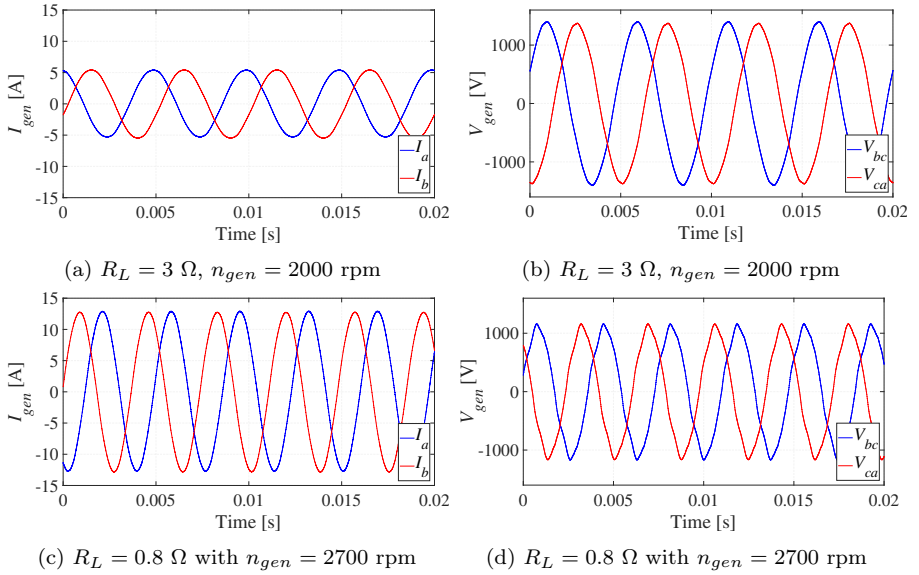 15
10
5
0
-5
-10
-15
I_gen [A]
I_a
I_b
0 0.005 0.01 0.015 0.02
Time [s]
(a) R_L = 3 Ω, n_gen = 2000 rpm
1000
0
-1000
V_gen [V]
V_bc
V_ca
0 0.005 0.01 0.015 0.02
Time [s]
(b) R_L = 3 Ω, n_gen = 2000 rpm
15
10
5
0
-5
-10
-15
I_gen [A]
I_a
I_b
0 0.005 0.01 0.015 0.02
Time [s]
(c) R_L = 0.8 Ω with n_gen = 2700 rpm
1000
0
-1000
V_gen [V]
V_bc
V_ca
0 0.005 0.01 0.015 0.02
Time [s]
(d) R_L = 0.8 Ω with n_gen = 2700 rpm